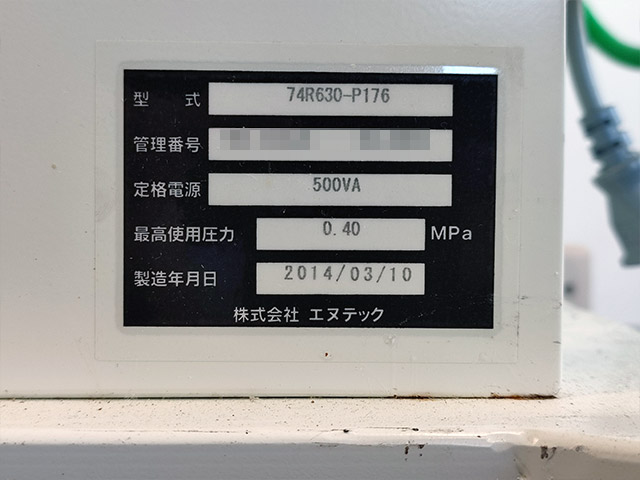 型 式 74R630-P176
管理番号
定格電源 500VA
最高使用圧力 0.40 MPa
製造年月日 2014/03/10
株式会社 エヌテック